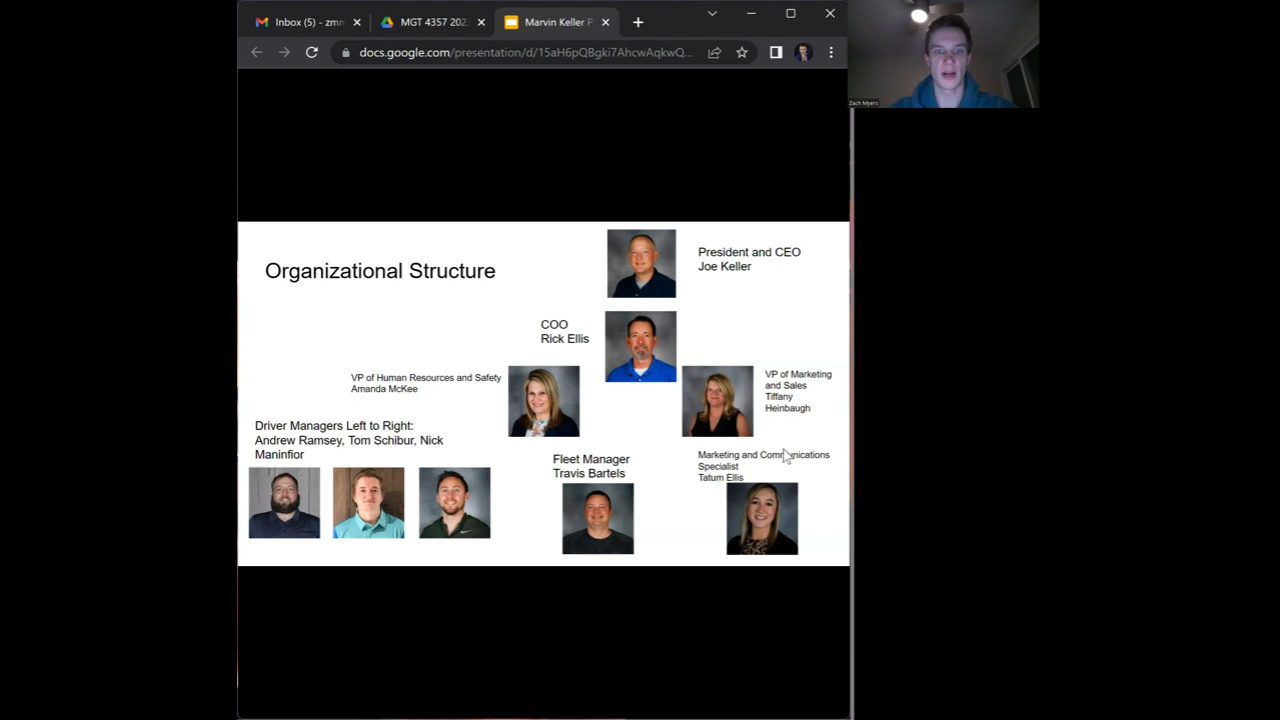 Inbox (5) - zmm
MGT 4357 202
Marvin Keller P
docs.google.com/presentation/d/15aH6pQBgki7AhcwAqkwQ...
Zach Myers
Organizational Structure
President and CEO
Joe Keller
COO
Rick Ellis
VP of Human Resources and Safety
Amanda McKee
VP of Marketing
and Sales
Tiffany
Heinbaugh
Driver Managers Left to Right:
Andrew Ramsey, Tom Schibur, Nick
Maninfior
Fleet Manager
Travis Bartels
Marketing and Communications
Specialist
Tatum Ellis